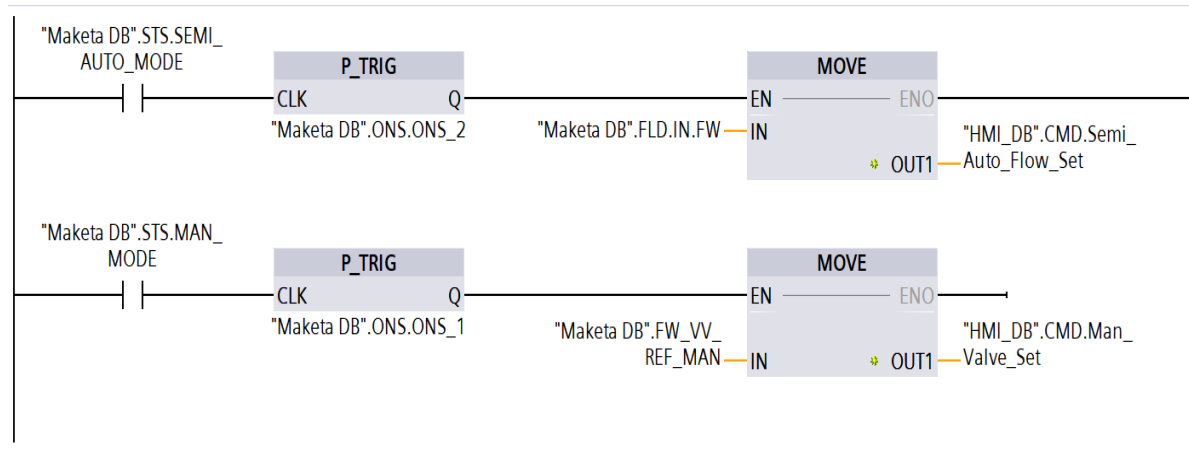 "Maketa DB".STS.SEMI_
AUTO_MODE
P_TRIG
MOVE
CLK Q
EN ENO
"Maketa DB".ONS.ONS_2
"Maketa DB".FLD.IN.FW
IN
"HMI_DB".CMD.Semi_
OUT1
Auto_Flow_Set
"Maketa DB".STS.MAN_
MODE
P_TRIG
MOVE
CLK Q
EN ENO
"Maketa DB".ONS.ONS_1
"Maketa DB".FW_VV_
REF_MAN
IN
"HMI_DB".CMD.Man_
OUT1
Valve_Set